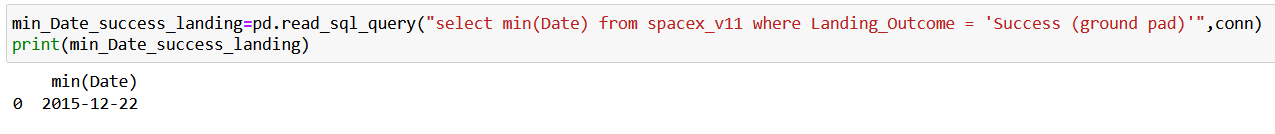 min_Date_success_landing=pd.read_sql_query("select min(Date) from spacex_v11 where Landing_Outcome = 'Success (ground pad)'",conn)
print(min_Date_success_landing)
min(Date)
0 2015-12-22